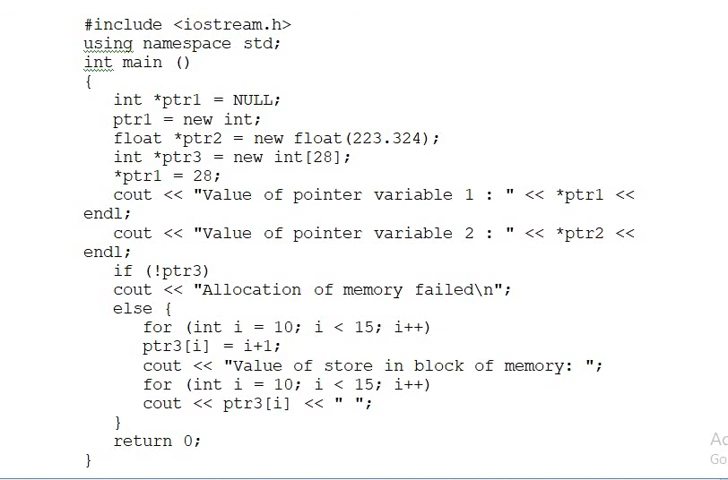 #include <iostream.h>
using namespace std;
int main ()
{
int *ptr1 = NULL;
ptr1 = new int;
float *ptr2 = new float(223.324);
int *ptr3 = new int[28];
*ptr1 = 28;
cout << "Value of pointer variable 1 : " << *ptr1 <<
endl;
cout << "Value of pointer variable 2 : " << *ptr2 <<
endl;
if (!ptr3)
cout << "Allocation of memory failed\n";
else {
for (int i = 10; i < 15; i++)
ptr3[i] = i+1;
cout << "Value of store in block of memory: ";
for (int i = 10; i < 15; i++)
cout << ptr3[i] << " ";
}
return 0;
}